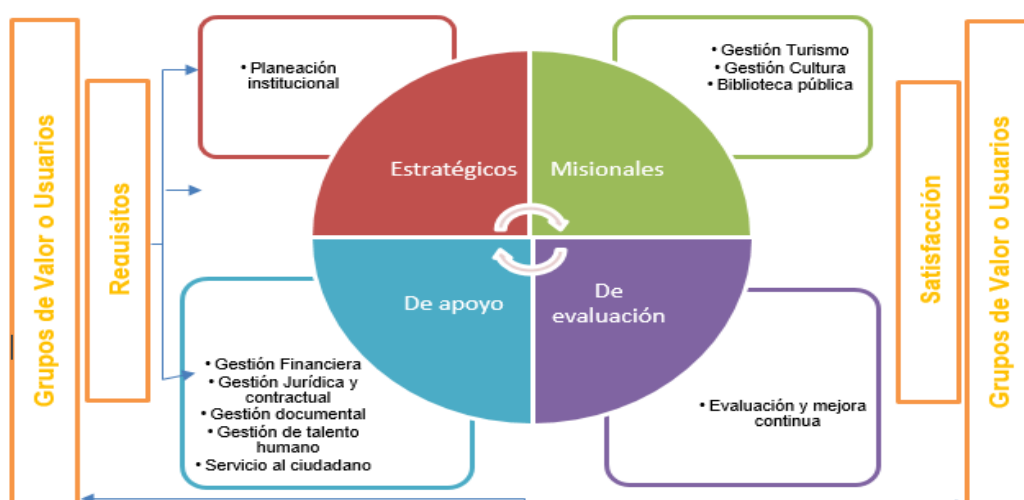 Grupos de Valor o Usuarios
Requisitos
• Planeación
institucional
Estratégicos
Misionales
• Gestión Turismo
• Gestión Cultura
• Biblioteca pública
De apoyo
De
evaluación
• Gestión Financiera
• Gestión Jurídica y
contractual
• Gestión documental
• Gestión de talento
humano
• Servicio al ciudadano
• Evaluación y mejora
continua
Satisfacción
Grupos de Valor o Usuarios